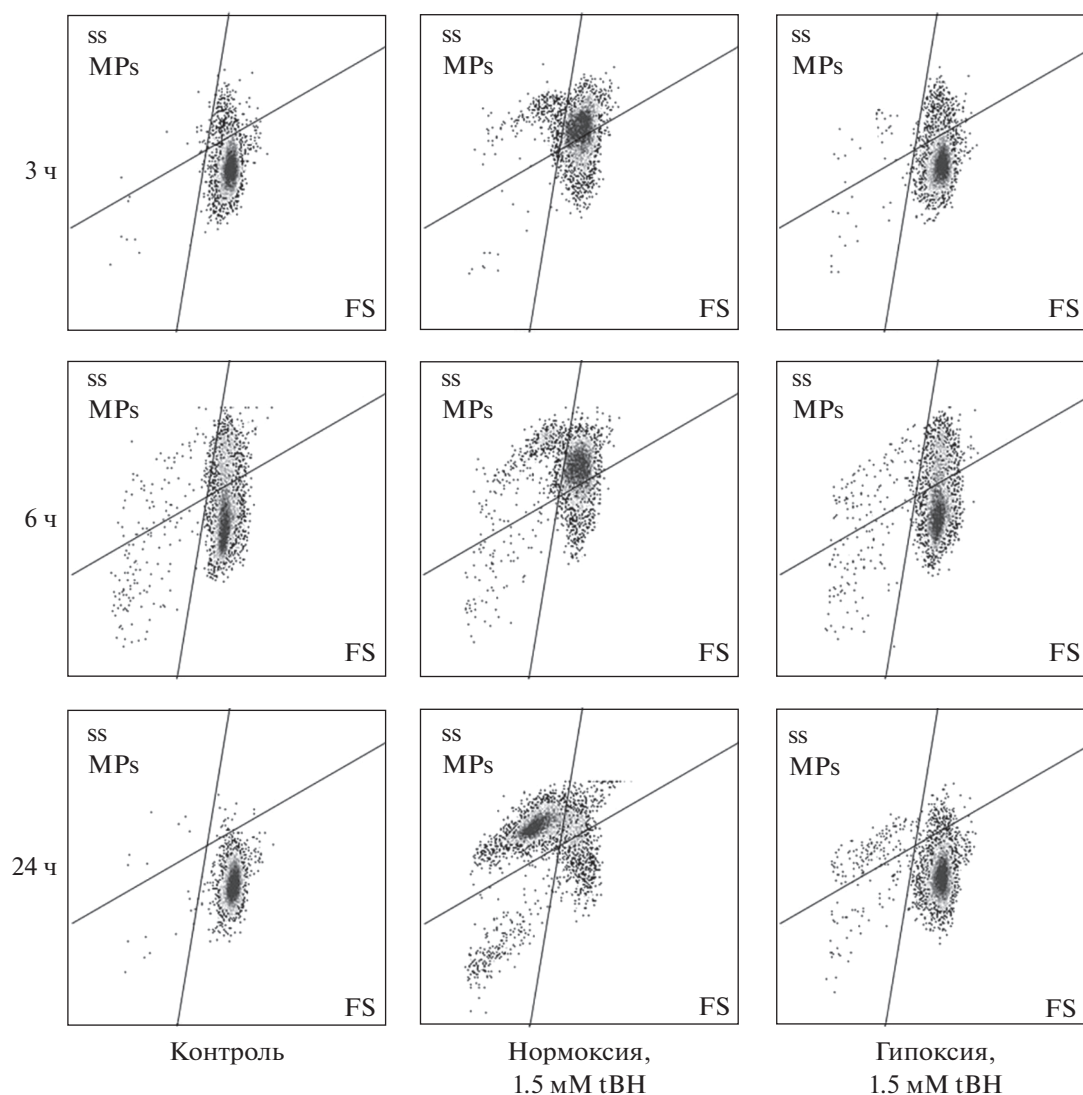 ss
MPs
FS
ss
MPs
FS
ss
MPs
FS
3 ч
ss
MPs
FS
ss
MPs
FS
ss
MPs
FS
6 ч
ss
MPs
FS
ss
MPs
FS
ss
MPs
FS
24 ч
Контроль
Нормоксия,
1.5 мМ tBH
Гипоксия,
1.5 мМ tBH